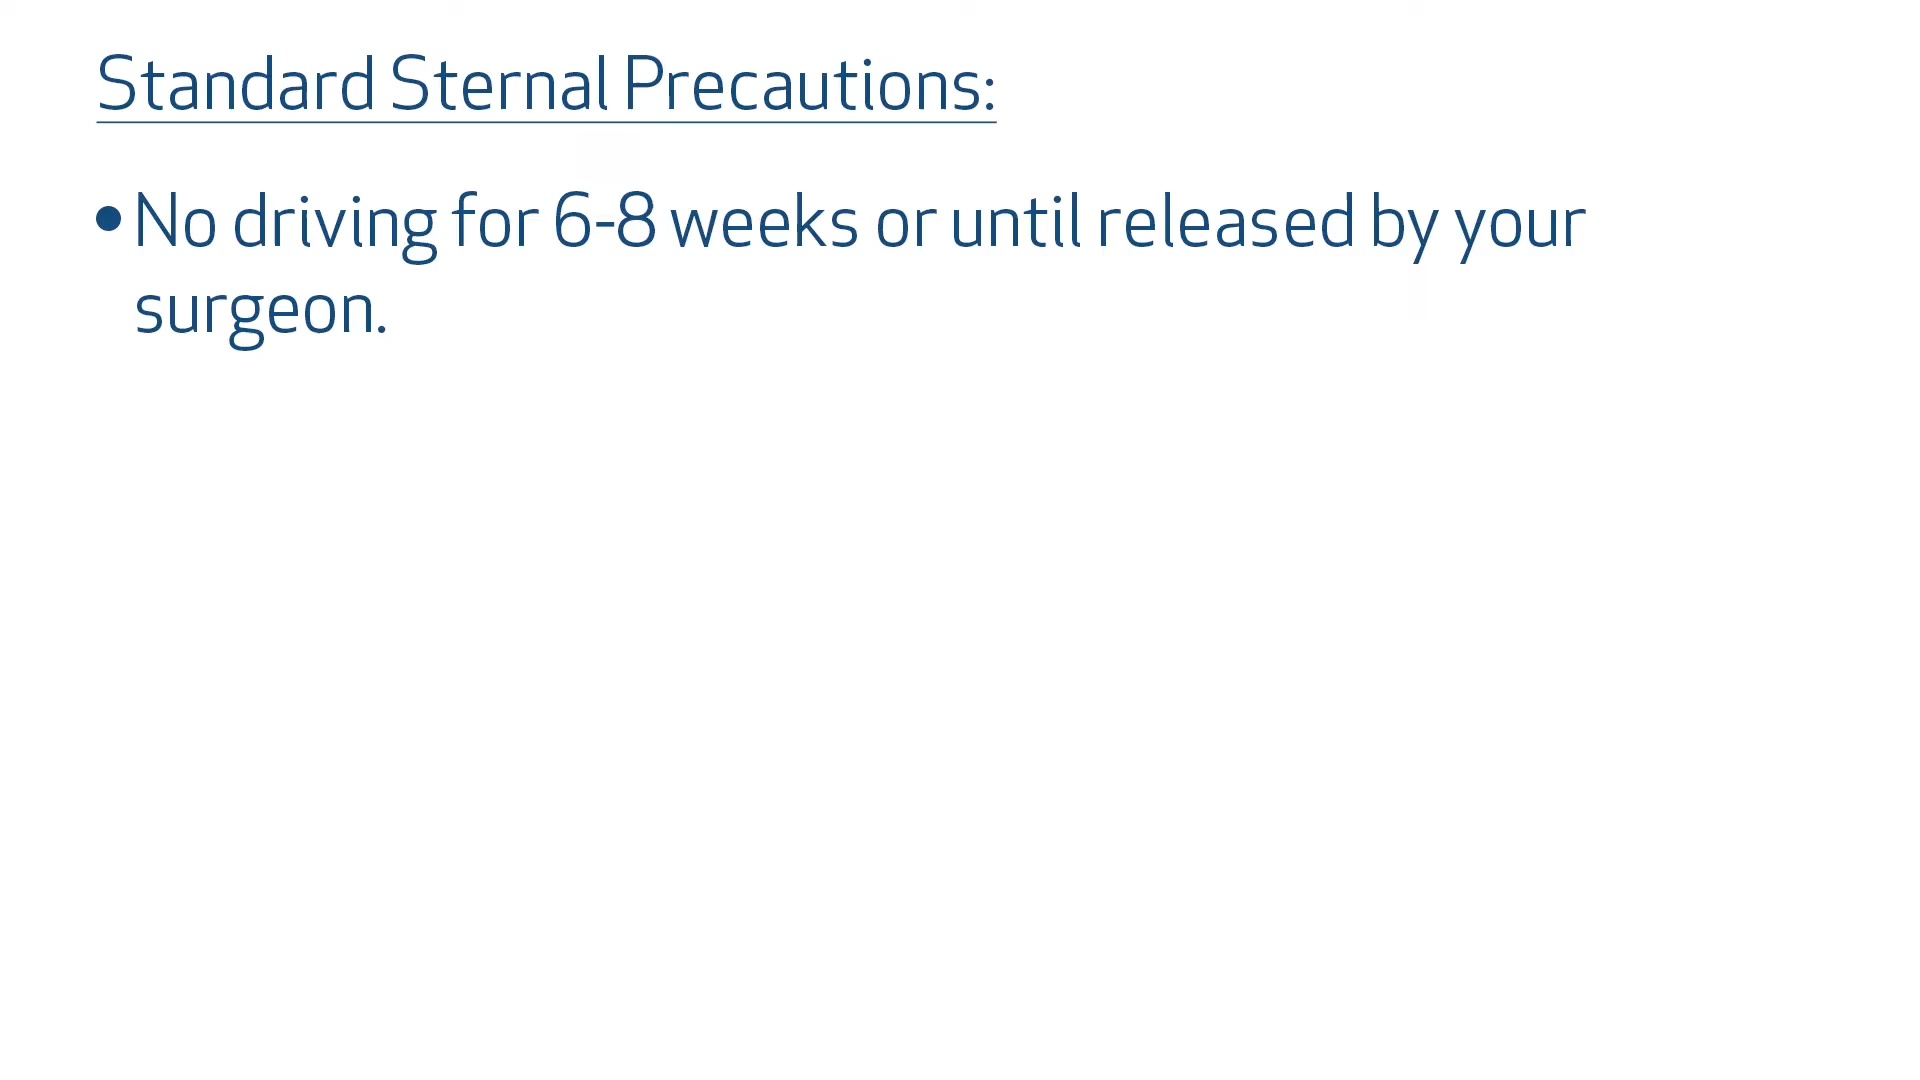 Standard Sternal Precautions:
• No driving for 6-8 weeks or until released by your
surgeon.